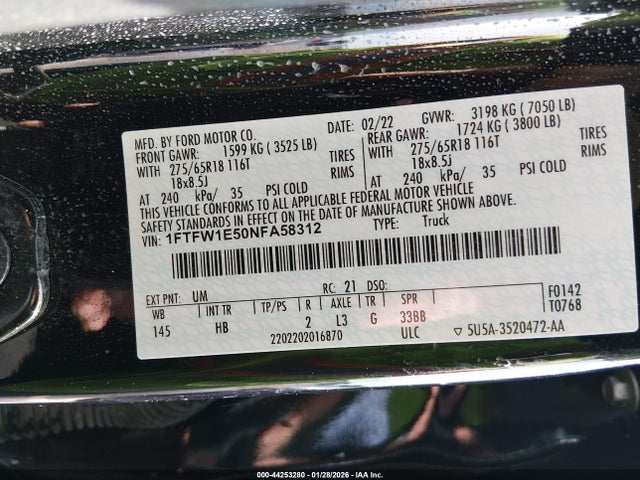 MFD. BY FORD MOTOR CO. DATE: 02/22 GVWR: 3198 KG ( 7050 LB)
FRONT GAWR: 1599 KG ( 3525 LB) REAR GAWR: 1724 KG ( 3800 LB)
WITH 275/65R18 116T TIRES WITH 275/65R18 116T TIRES
18x8.5J RIMS 18x8.5J RIMS
AT 240 kPa/ 35 PSI COLD AT 240 kPa/ 35 PSI COLD
THIS VEHICLE CONFORMS TO ALL APPLICABLE FEDERAL MOTOR VEHICLE
SAFETY STANDARDS IN EFFECT ON THE DATE OF MANUFACTURE SHOWN ABOVE.
VIN: 1FTFW1E50NFA58312 TYPE: Truck
EXT PNT: UM RC: 21 DSO: F0142
WB INT TR TP/PS R AXLE TR SPR T0768
145 HB 2 L3 G 33BB
2202202016870 ULC ▽ 5U5A-3520472-AA
000-44253280 - 01/28/2026 - IAA Inc.